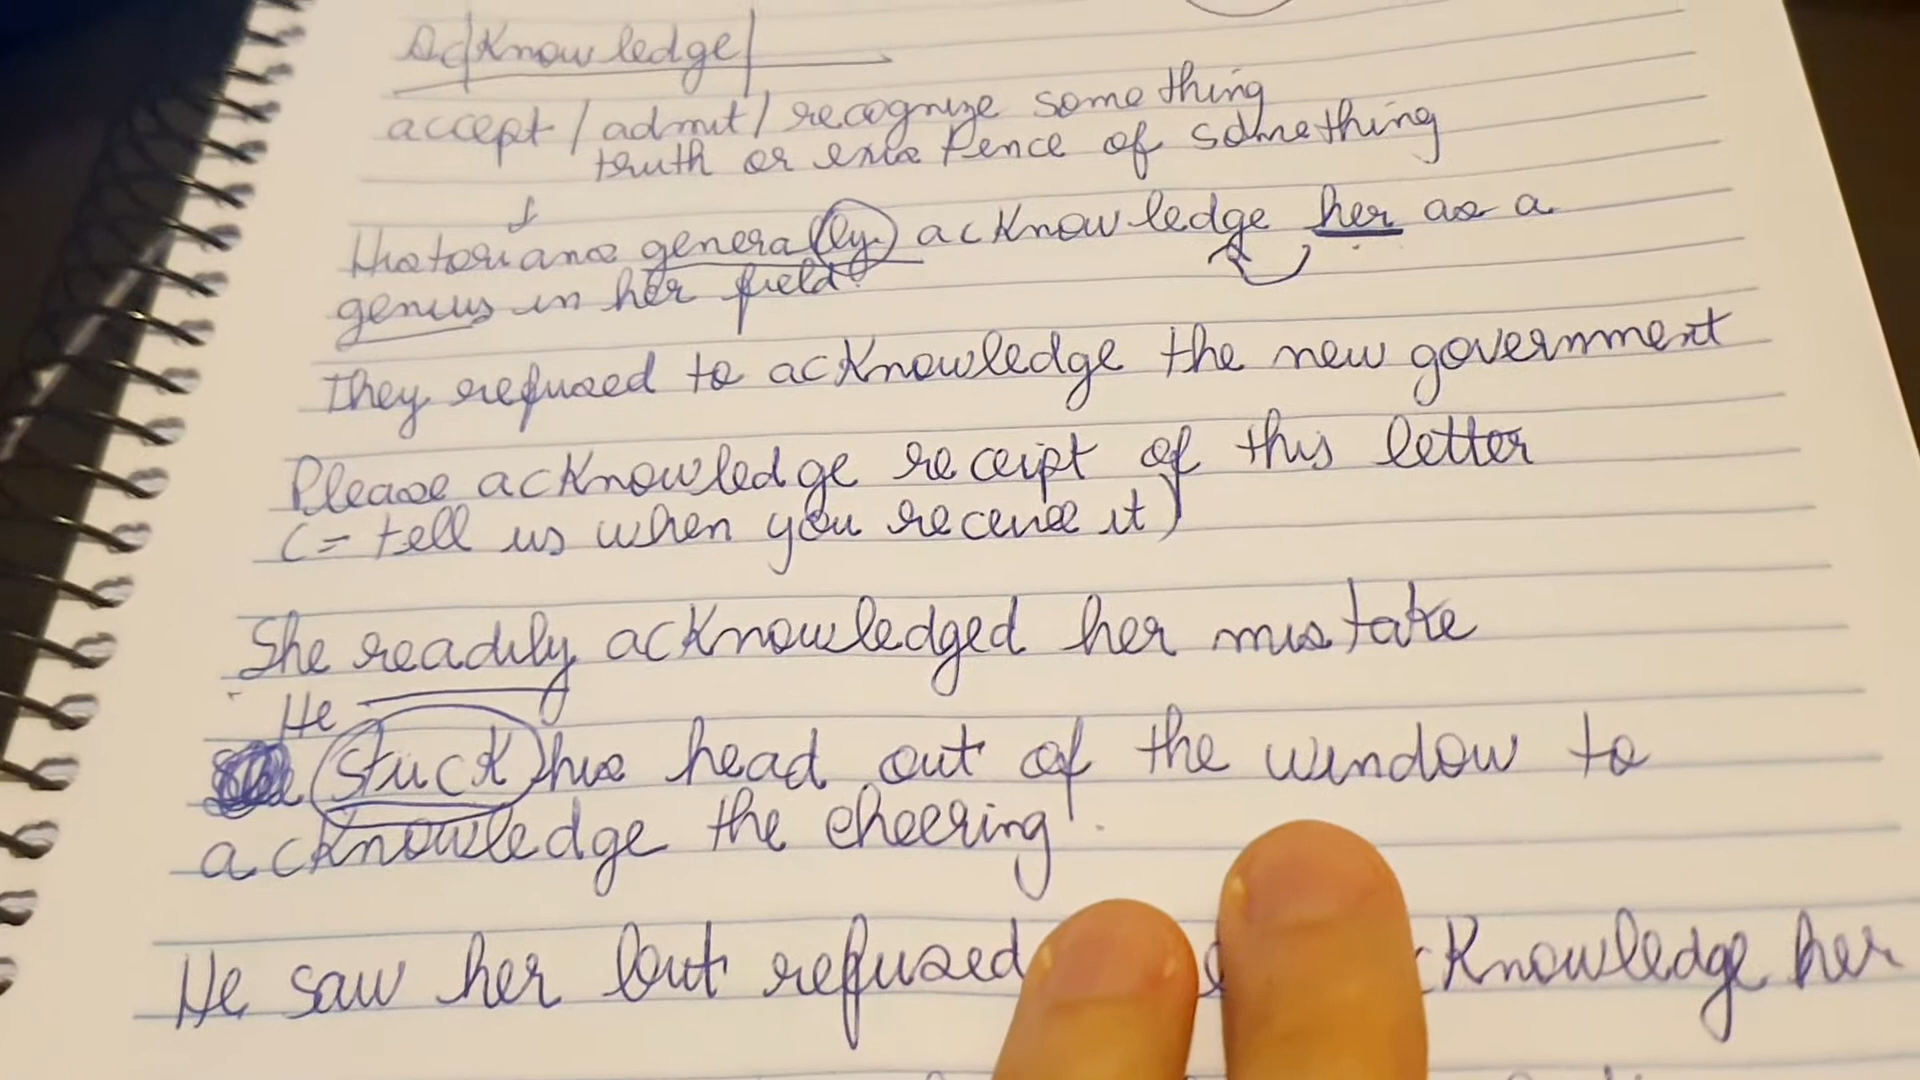 Acknowledge
accept / admit / recognize something
truth or existence of something
Historians generally acknowledge her as a
genius in her field.
They refused to acknowledge the new government
Please acknowledge receipt of this letter
(= tell us when you receive it)
She readily acknowledged her mistake
He
stuck his head out of the window to
acknowledge the cheering.
He saw her but refused cknowledge her